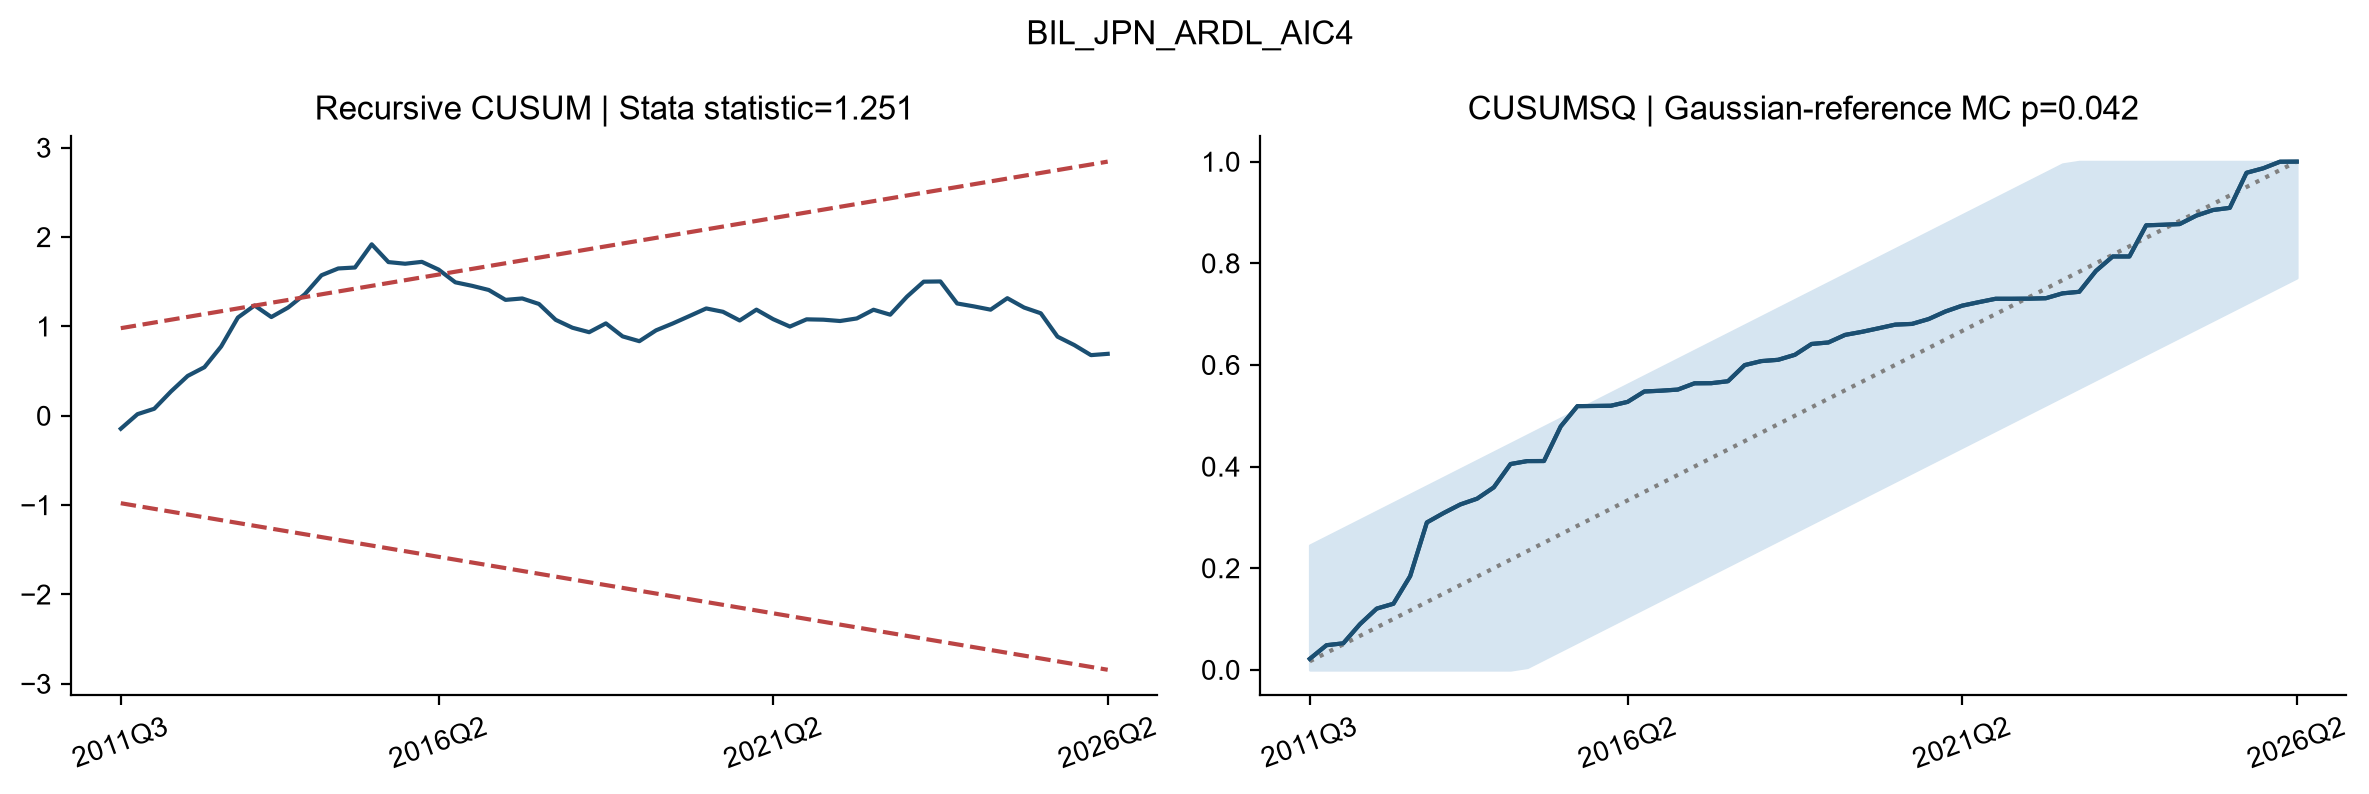 BIL_JPN_ARDL_AIC4
Recursive CUSUM | Stata statistic=1.251
3
2
1
0
−1
−2
−3
2011Q3
2016Q2
2021Q2
2026Q2
CUSUMSQ | Gaussian-reference MC p=0.042
1.0
0.8
0.6
0.4
0.2
0.0
2011Q3
2016Q2
2021Q2
2026Q2